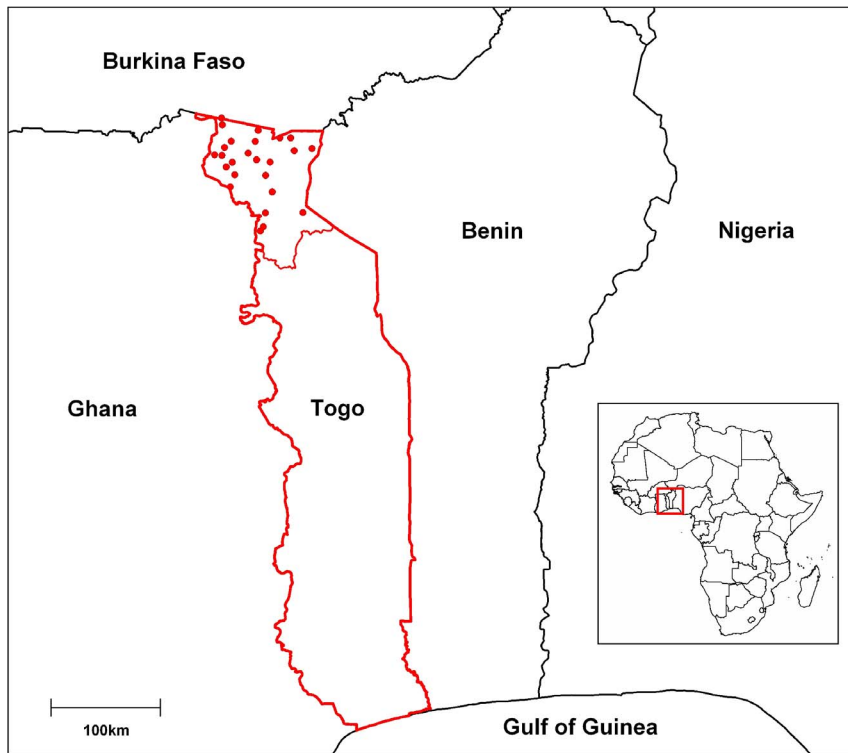 Burkina Faso
Benin
Nigeria
Ghana
Togo
100km
Gulf of Guinea